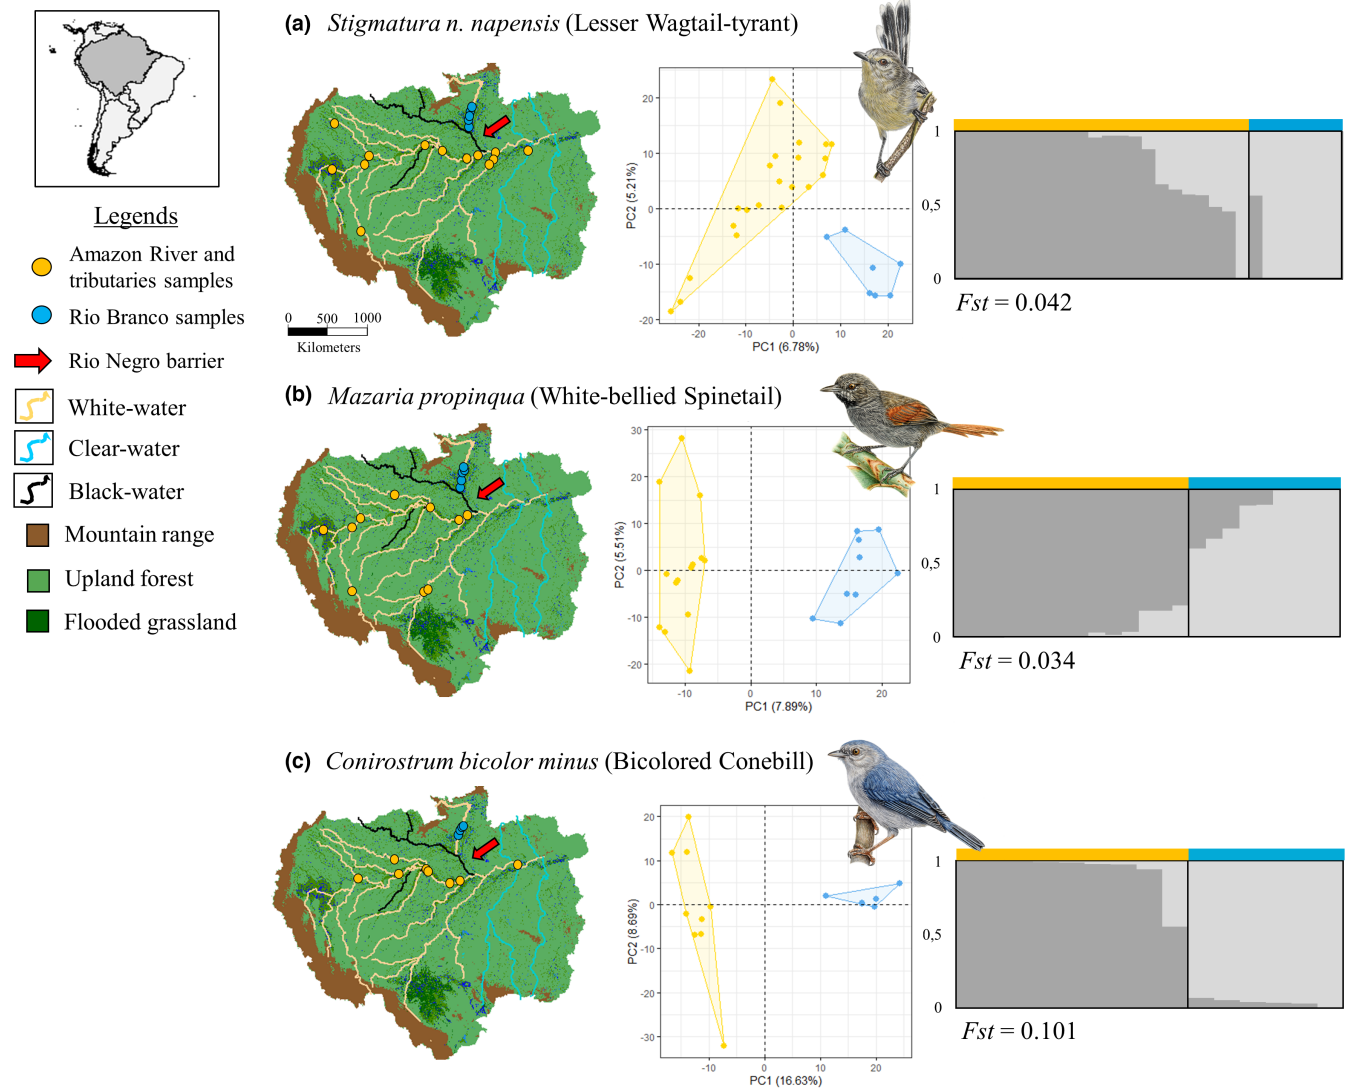 Legends
Amazon River and
tributaries samples
Rio Branco samples
Rio Negro barrier
White-water
Clear-water
Black-water
Mountain range
Upland forest
Flooded grassland
(a) Stigmatura n. napensis (Lesser Wagtail-tyrant)
0 500 1000
Kilometers
PC2 (5.21%)
20
10
0
-10
-20
-20 -10 0 10 20
PC1 (6.78%)
1
0,5
0
Fst = 0.042
(b) Mazaria propinqua (White-bellied Spinetail)
PC2 (5.51%)
30
20
10
0
-10
-20
-10 0 10 20
PC1 (7.89%)
1
0,5
0
Fst = 0.034
(c) Conirostrum bicolor minus (Bicolored Conebill)
PC2 (8.69%)
20
10
0
-10
-20
-30
-10 0 10 20
PC1 (16.63%)
1
0,5
0
Fst = 0.101